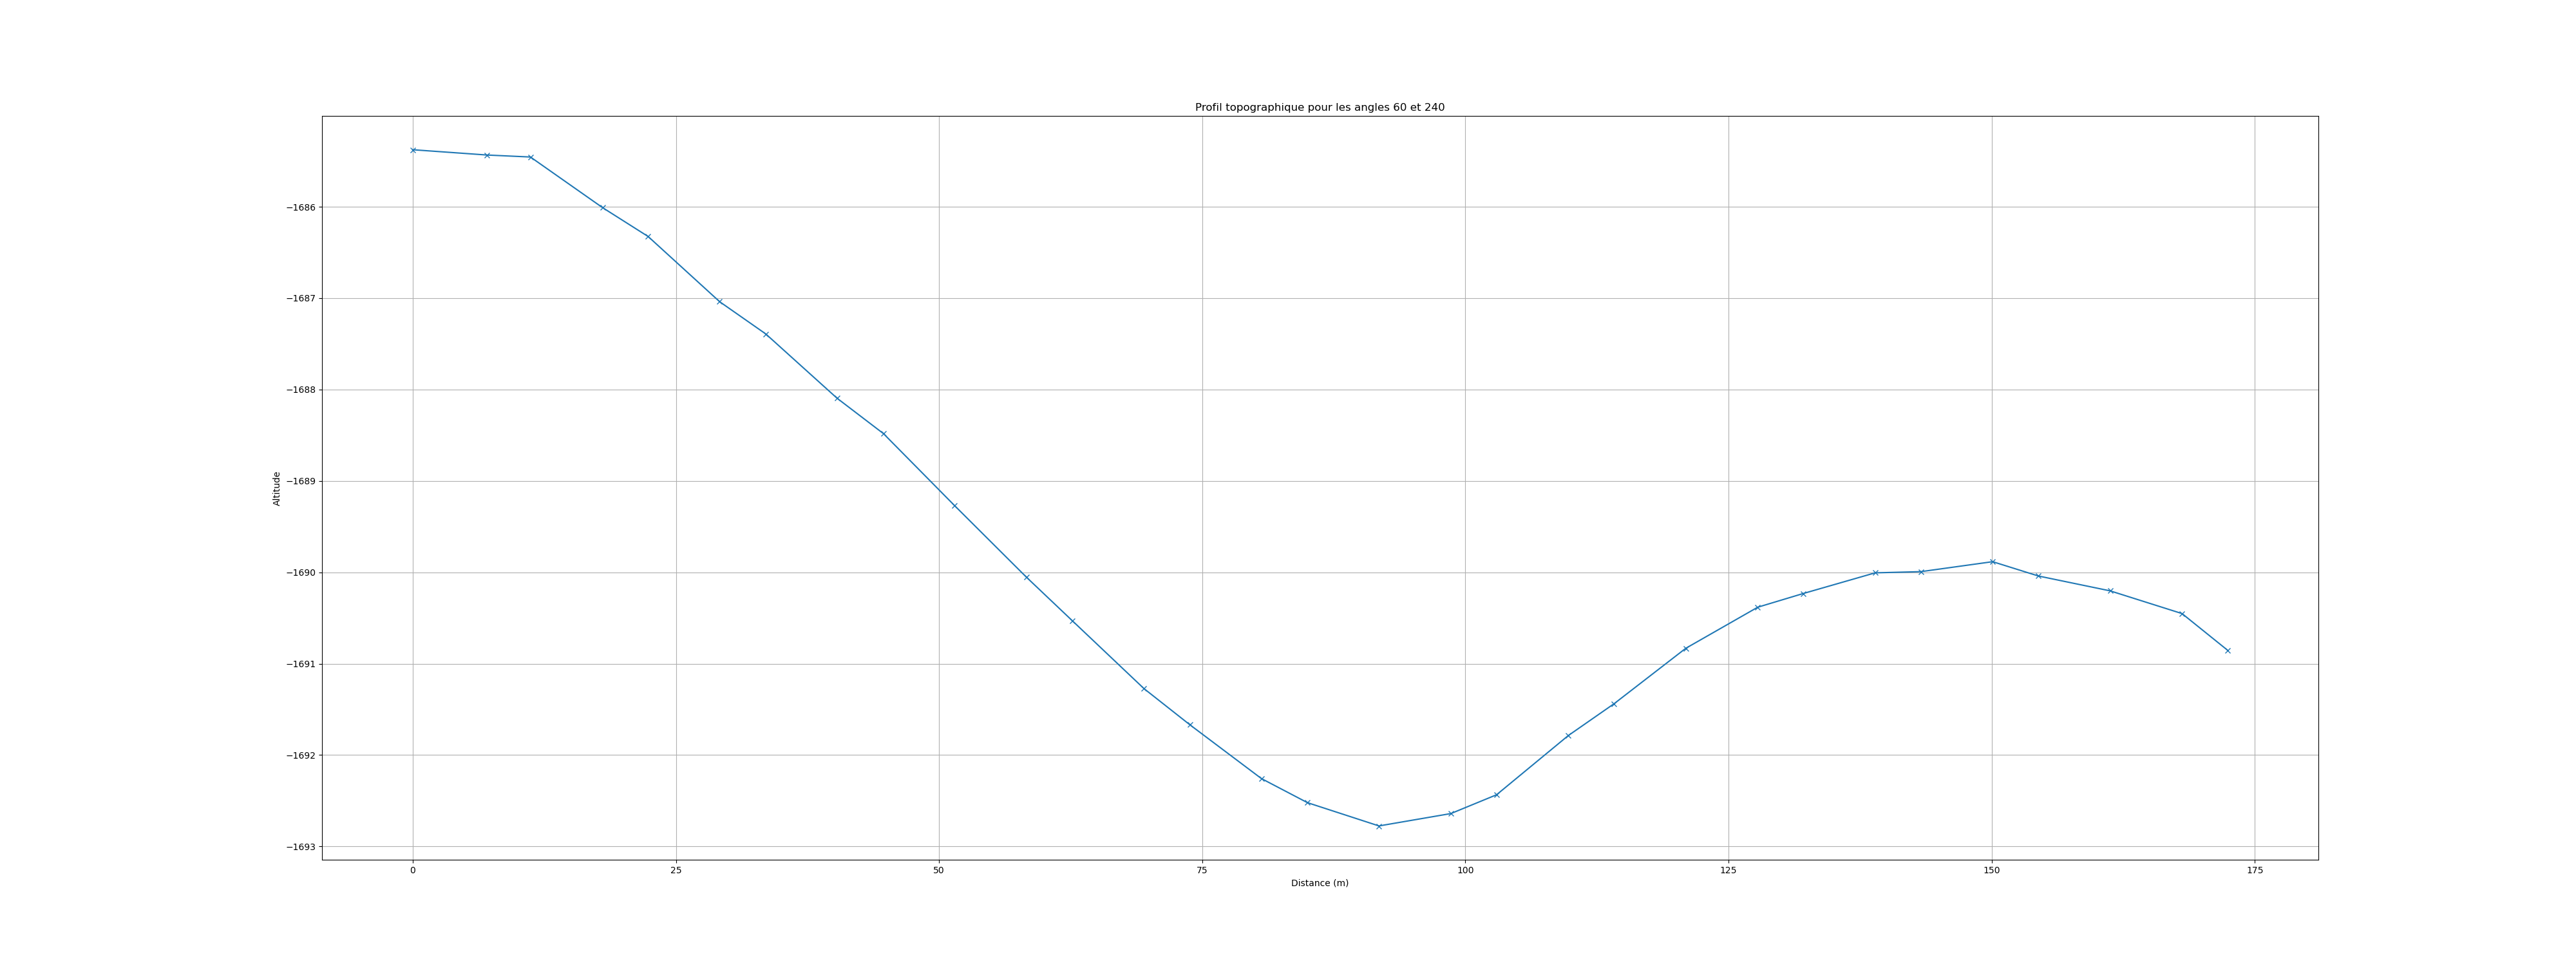 Profil topographique pour les angles 60 et 240
Altitude
−1686
−1687
−1688
−1689
−1690
−1691
−1692
−1693
0 25 50 75 100 125 150 175
Distance (m)